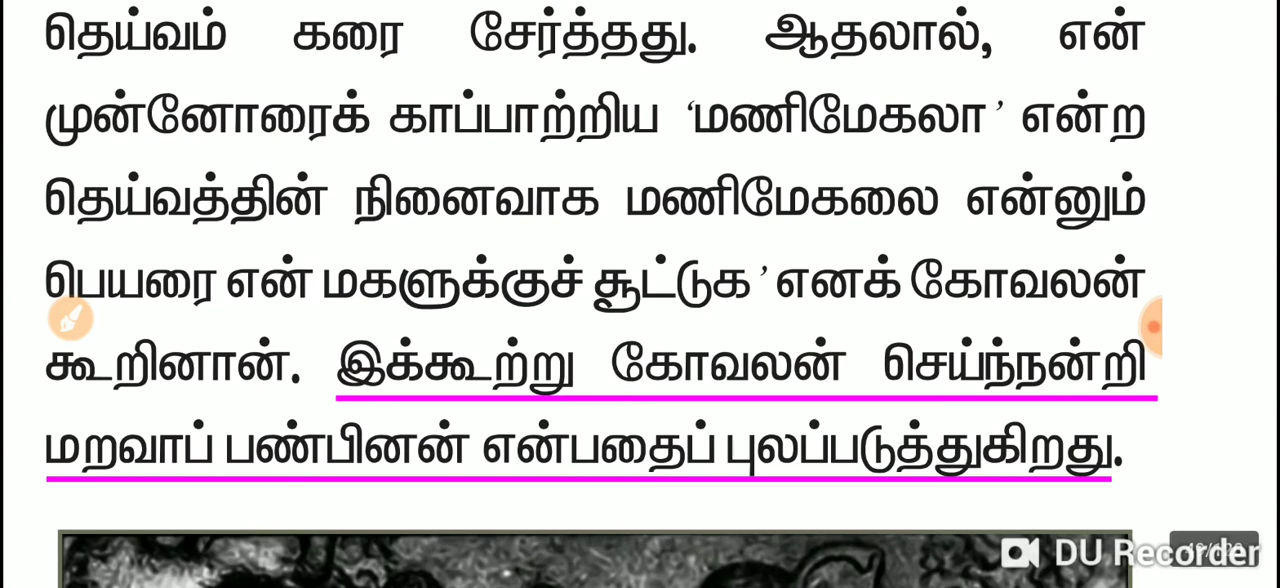 தெய்வம் கரை சேர்த்தது. ஆதலால், என்
முன்னோரைக் காப்பாற்றிய ‘மணிமேகலா’ என்ற
தெய்வத்தின் நினைவாக மணிமேகலை என்னும்
பெயரை என் மகளுக்குச் சூட்டுக’ எனக் கோவலன்
கூறினான். இக்கூற்று கோவலன் செய்ந்நன்றி
மறவாப் பண்பினன் என்பதைப் புலப்படுத்துகிறது.
DU Recorder